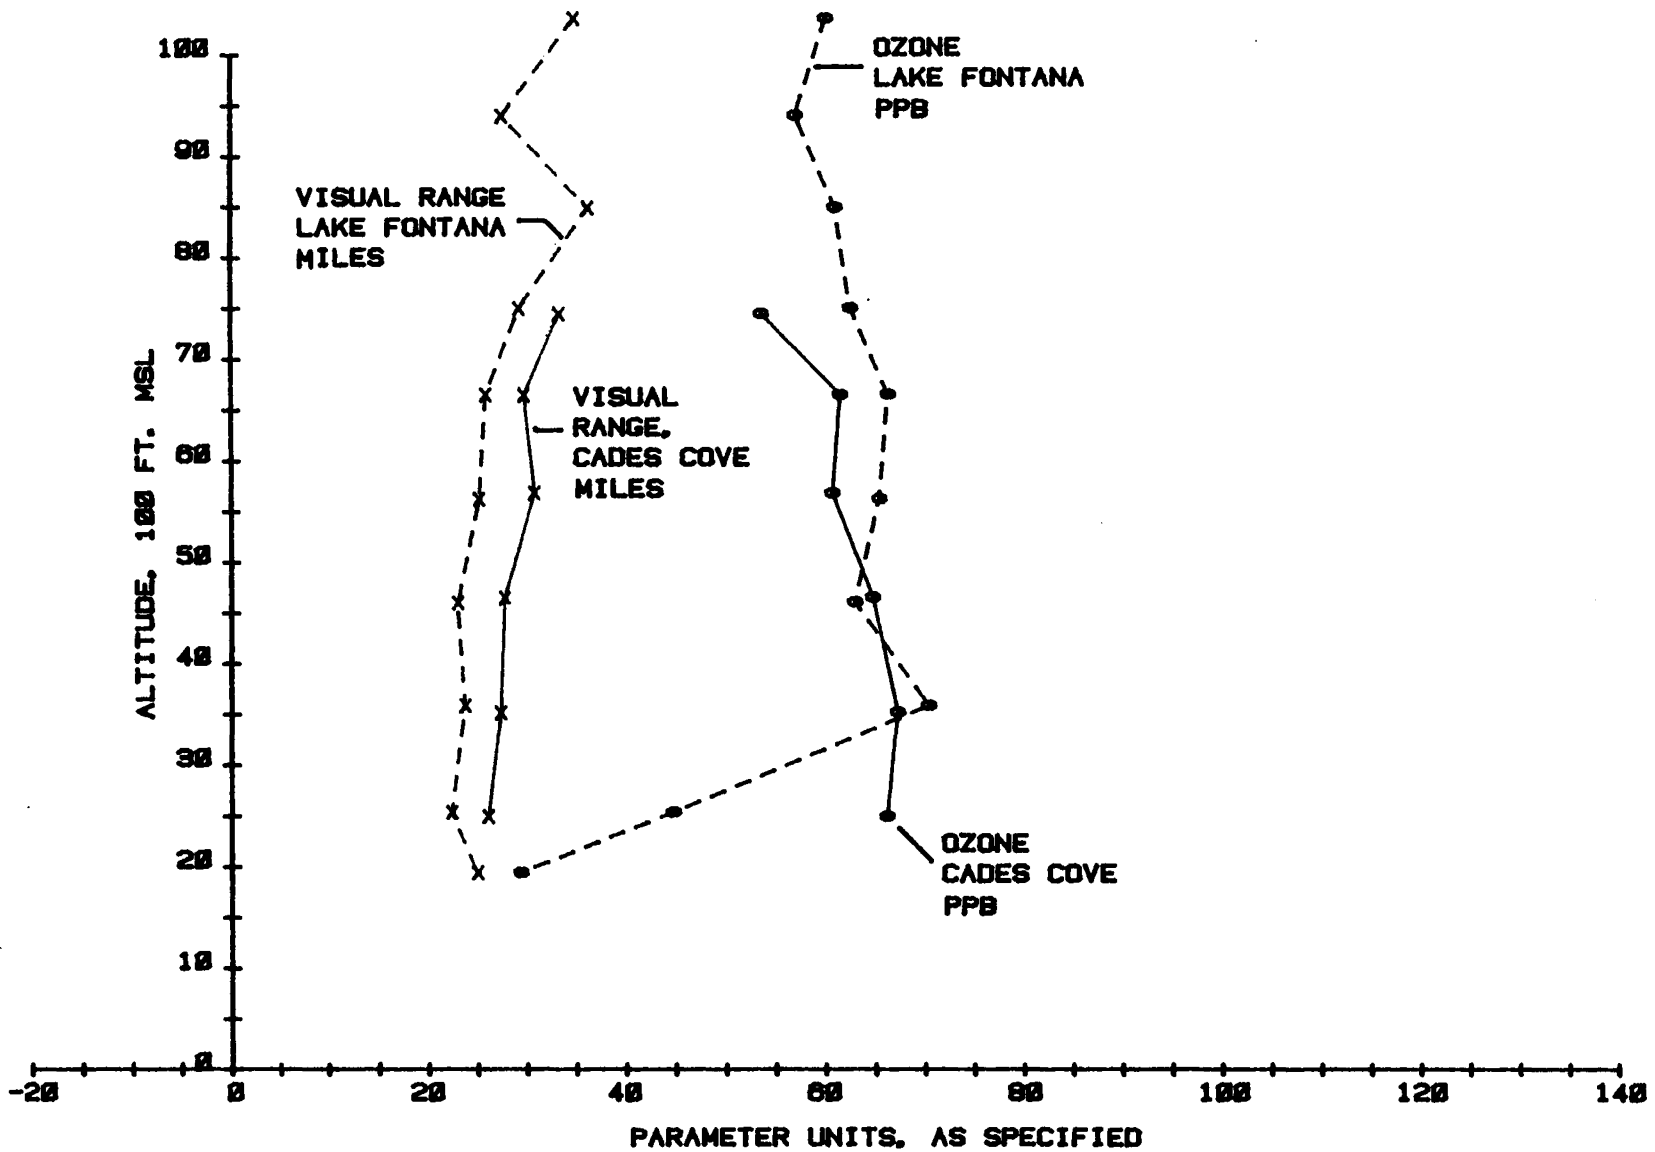 100
90
80
70
60
50
40
30
20
10
0
ALTITUDE, 100 FT. MSL
OZONE
LAKE FONTANA
PPB
VISUAL RANGE
LAKE FONTANA
MILES
VISUAL
RANGE,
CADES COVE
MILES
OZONE
CADES COVE
PPB
-20 0 20 40 60 80 100 120 140
PARAMETER UNITS, AS SPECIFIED